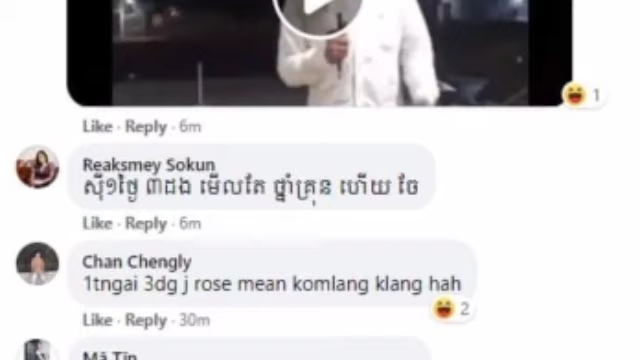 1
Like · Reply · 6m
Reaksmey Sokun
ស៊ី១ថ្ងៃ ៣ដង មើលតែ ថ្នាំគ្រុន ហើយ ចែ
Like · Reply · 6m
Chan Chengly
1tngai 3dg j rose mean komlang klang hah
2
Like · Reply · 30m